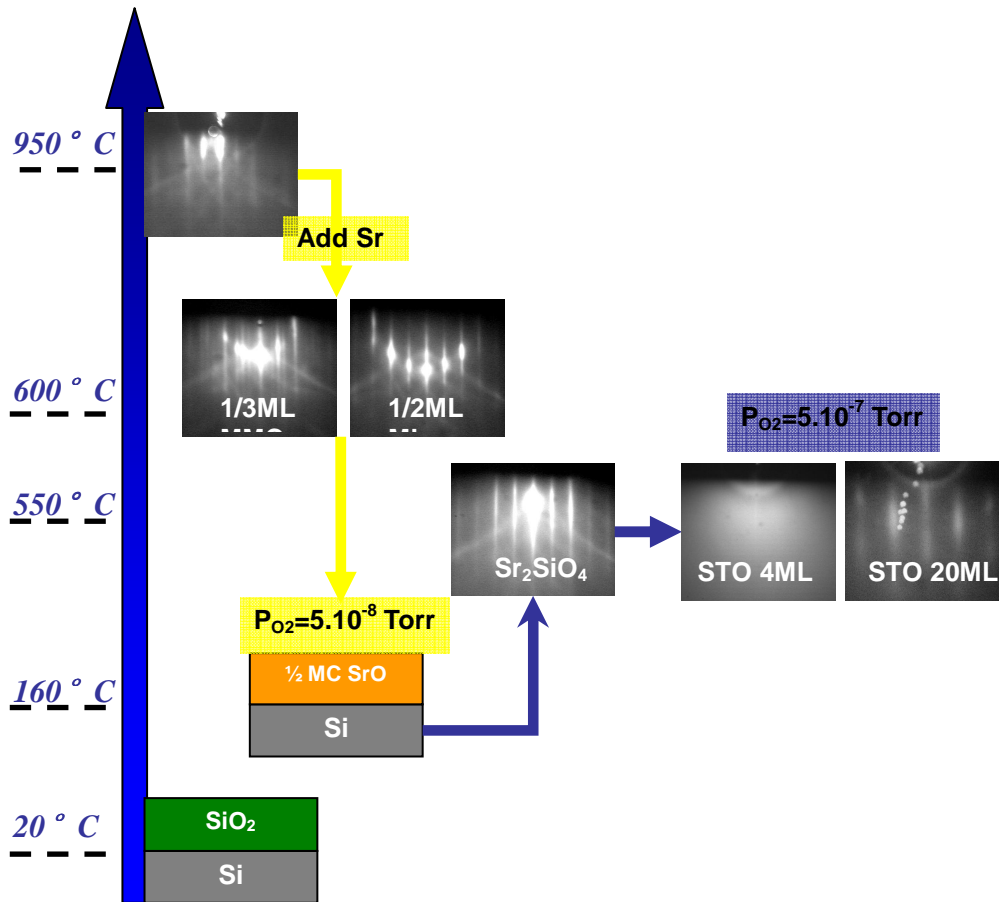 950° C
Add Sr
600° C
1/3ML
1/2ML
P_O2=5.10^-7 Torr
550° C
Sr₂SiO₄
STO 4ML
STO 20ML
P_O2=5.10^-8 Torr
½ MC SrO
160° C
Si
20° C
SiO₂
Si